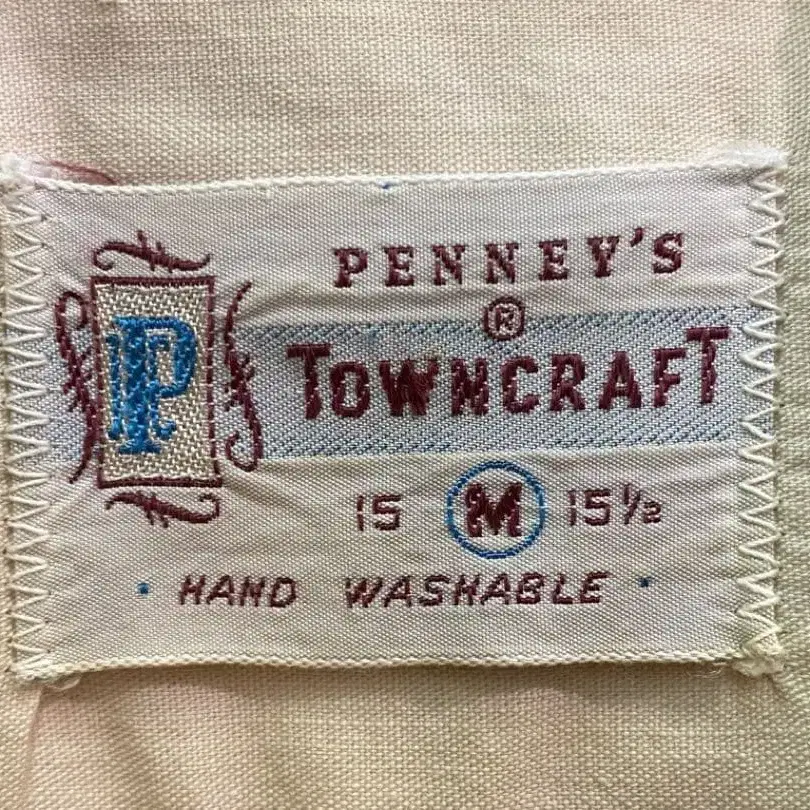 PENNEY'S
®
TOWNCRAFT
P
15 M 15½
· HAND WASHABLE ·